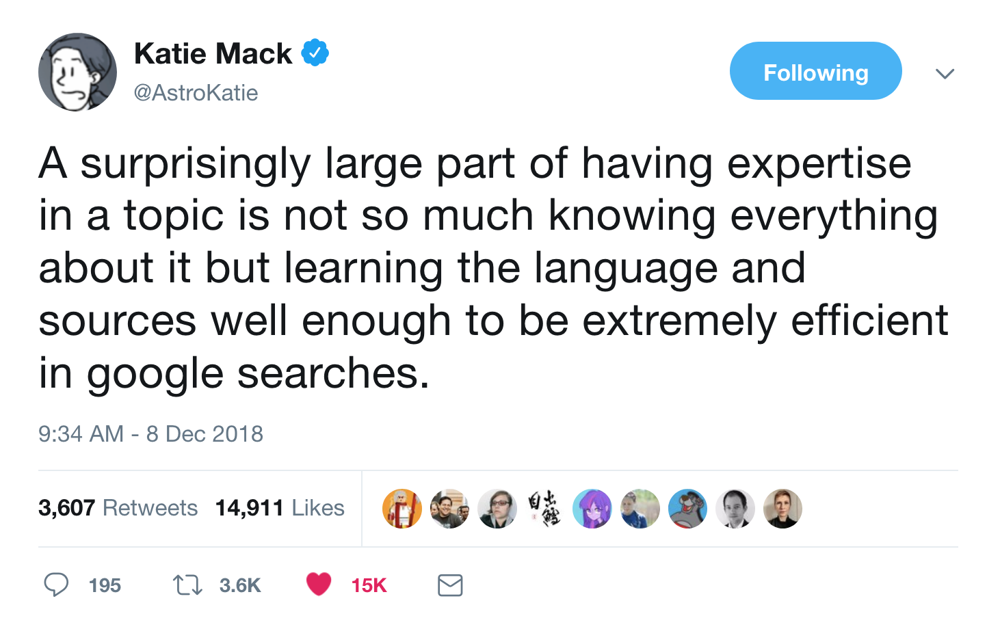 Katie Mack
@AstroKatie
Following
A surprisingly large part of having expertise
in a topic is not so much knowing everything
about it but learning the language and
sources well enough to be extremely efficient
in google searches.
9:34 AM - 8 Dec 2018
3,607 Retweets 14,911 Likes
195 3.6K 15K